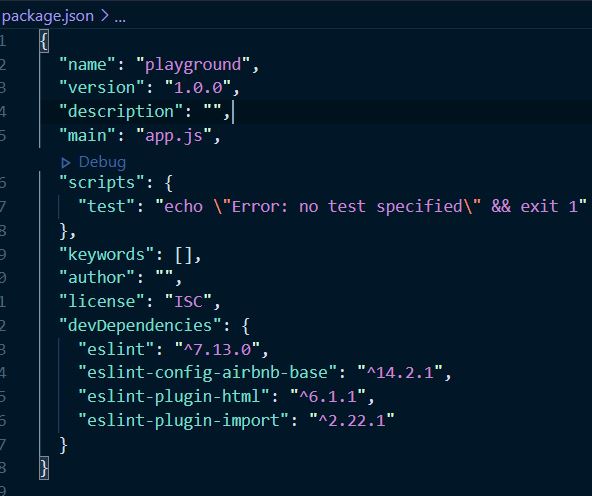 package.json > ...
1 {
2 "name": "playground",
3 "version": "1.0.0",
4 "description": "",
5 "main": "app.js",
Debug
6 "scripts": {
7 "test": "echo \"Error: no test specified\" && exit 1"
8 },
9 "keywords": [],
0 "author": "",
1 "license": "ISC",
2 "devDependencies": {
3 "eslint": "^7.13.0",
4 "eslint-config-airbnb-base": "^14.2.1",
5 "eslint-plugin-html": "^6.1.1",
6 "eslint-plugin-import": "^2.22.1"
7 }
8 }
9